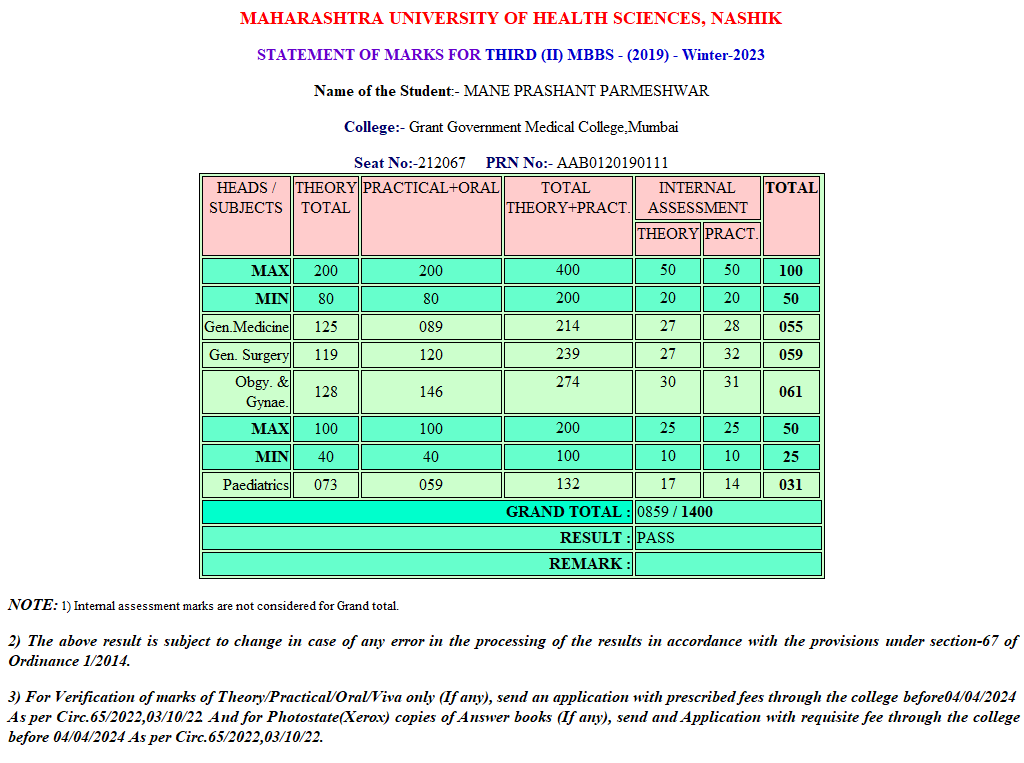 MAHARASHTRA UNIVERSITY OF HEALTH SCIENCES, NASHIK
STATEMENT OF MARKS FOR THIRD (II) MBBS - (2019) - Winter-2023
Name of the Student:- MANE PRASHANT PARMESHWAR
College:- Grant Government Medical College,Mumbai
Seat No:-212067 PRN No:- AAB0120190111
HEADS / SUBJECTS THEORY TOTAL PRACTICAL+ORAL TOTAL THEORY+PRACT. INTERNAL ASSESSMENT TOTAL
THEORY PRACT.
MAX 200 200 400 50 50 100
MIN 80 80 200 20 20 50
Gen.Medicine 125 089 214 27 28 055
Gen. Surgery 119 120 239 27 32 059
Obgy. & Gynae. 128 146 274 30 31 061
MAX 100 100 200 25 25 50
MIN 40 40 100 10 10 25
Paediatrics 073 059 132 17 14 031
GRAND TOTAL : 0859 / 1400
RESULT : PASS
REMARK :
NOTE: 1) Internal assessment marks are not considered for Grand total.
2) The above result is subject to change in case of any error in the processing of the results in accordance with the provisions under section-67 of
Ordinance 1/2014.
3) For Verification of marks of Theory/Practical/Oral/Viva only (If any), send an application with prescribed fees through the college before04/04/2024
As per Circ.65/2022,03/10/22. And for Photostate(Xerox) copies of Answer books (If any), send and Application with requisite fee through the college
before 04/04/2024 As per Circ.65/2022,03/10/22.